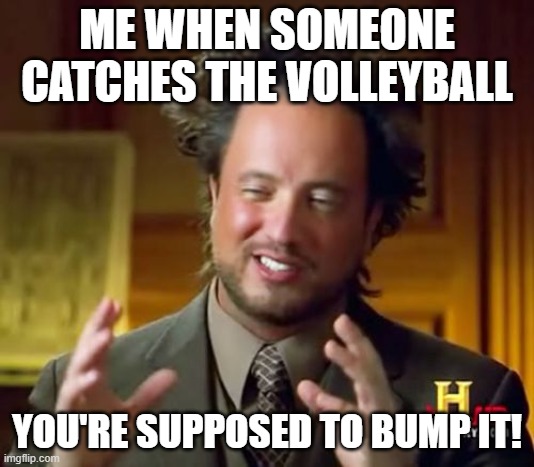 ME WHEN SOMEONE
CATCHES THE VOLLEYBALL
H
YOU'RE SUPPOSED TO BUMP IT!
imgflip.com